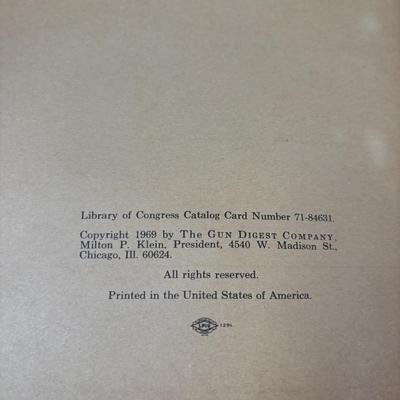 Library of Congress Catalog Card Number 71-84631.
Copyright 1969 by THE GUN DIGEST COMPANY,
Milton P. Klein, President, 4540 W. Madison St.,
Chicago, Ill. 60624.
All rights reserved.
Printed in the United States of America.